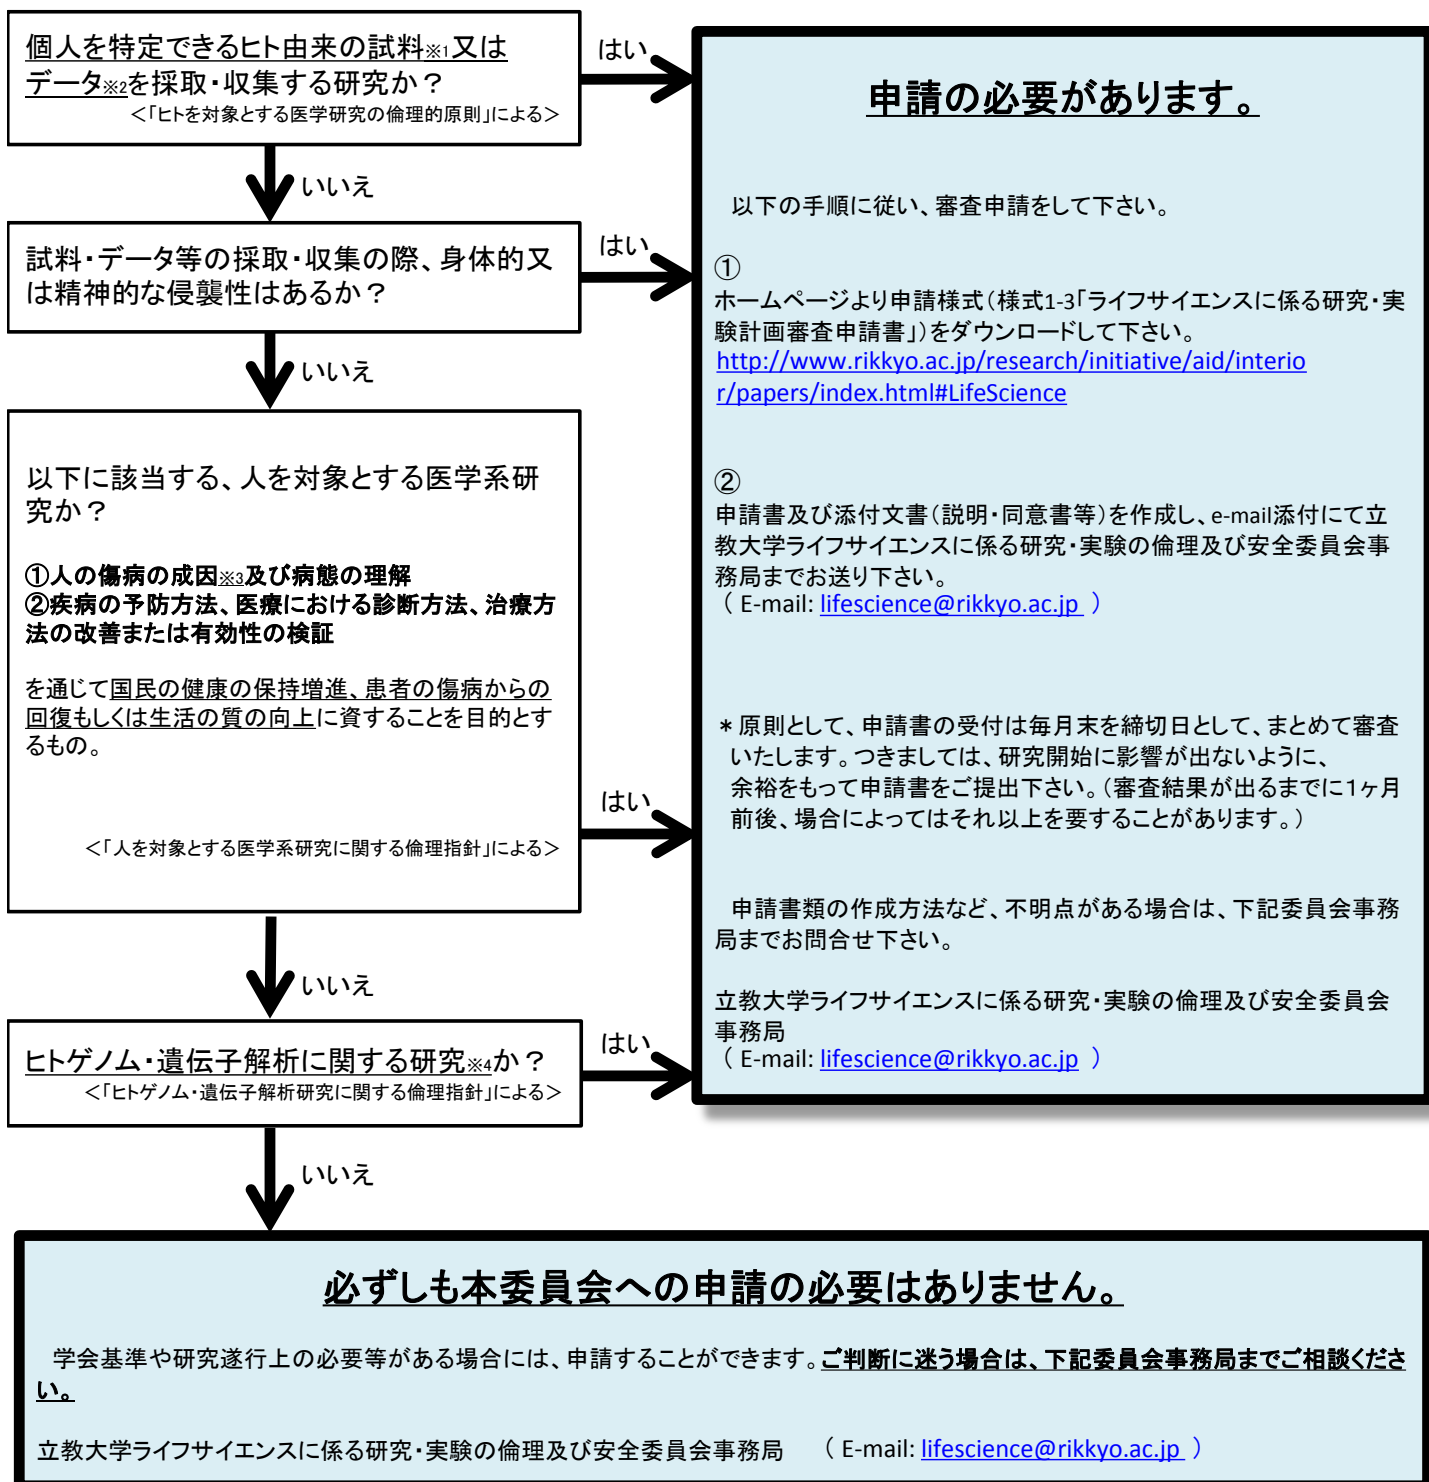 個人を特定できるヒト由来の試料※1又は
データ※2を採取・収集する研究か？
＜「ヒトを対象とする医学研究の倫理的原則」による＞
はい
いいえ
試料・データ等の採取・収集の際、身体的又
は精神的な侵襲性はあるか？
はい
いいえ
以下に該当する、人を対象とする医学系研
究か？
①人の傷病の成因※3及び病態の理解
②疾病の予防方法、医療における診断方法、治療方
法の改善または有効性の検証
を通じて国民の健康の保持増進、患者の傷病からの
回復もしくは生活の質の向上に資することを目的とす
るもの。
＜「人を対象とする医学系研究に関する倫理指針」による＞
はい
いいえ
ヒトゲノム・遺伝子解析に関する研究※4か？
＜「ヒトゲノム・遺伝子解析研究に関する倫理指針」による＞
はい
いいえ
申請の必要があります。
以下の手順に従い、審査申請をして下さい。
①
ホームページより申請様式（様式1-3「ライフサイエンスに係る研究・実
験計画審査申請書」）をダウンロードして下さい。
http://www.rikkyo.ac.jp/research/initiative/aid/interio
r/papers/index.html#LifeScience
②
申請書及び添付文書（説明・同意書等）を作成し、e-mail添付にて立
教大学ライフサイエンスに係る研究・実験の倫理及び安全委員会事
務局までお送り下さい。
（ E-mail: lifescience@rikkyo.ac.jp ）
＊原則として、申請書の受付は毎月末を締切日として、まとめて審査
いたします。つきましては、研究開始に影響が出ないように、
余裕をもって申請書をご提出下さい。（審査結果が出るまでに1ヶ月
前後、場合によってはそれ以上を要することがあります。）
申請書類の作成方法など、不明点がある場合は、下記委員会事務
局までお問合せ下さい。
立教大学ライフサイエンスに係る研究・実験の倫理及び安全委員会
事務局
（ E-mail: lifescience@rikkyo.ac.jp ）
必ずしも本委員会への申請の必要はありません。
学会基準や研究遂行上の必要等がある場合には、申請することができます。ご判断に迷う場合は、下記委員会事務局までご相談くださ
い。
立教大学ライフサイエンスに係る研究・実験の倫理及び安全委員会事務局 （ E-mail: lifescience@rikkyo.ac.jp ）